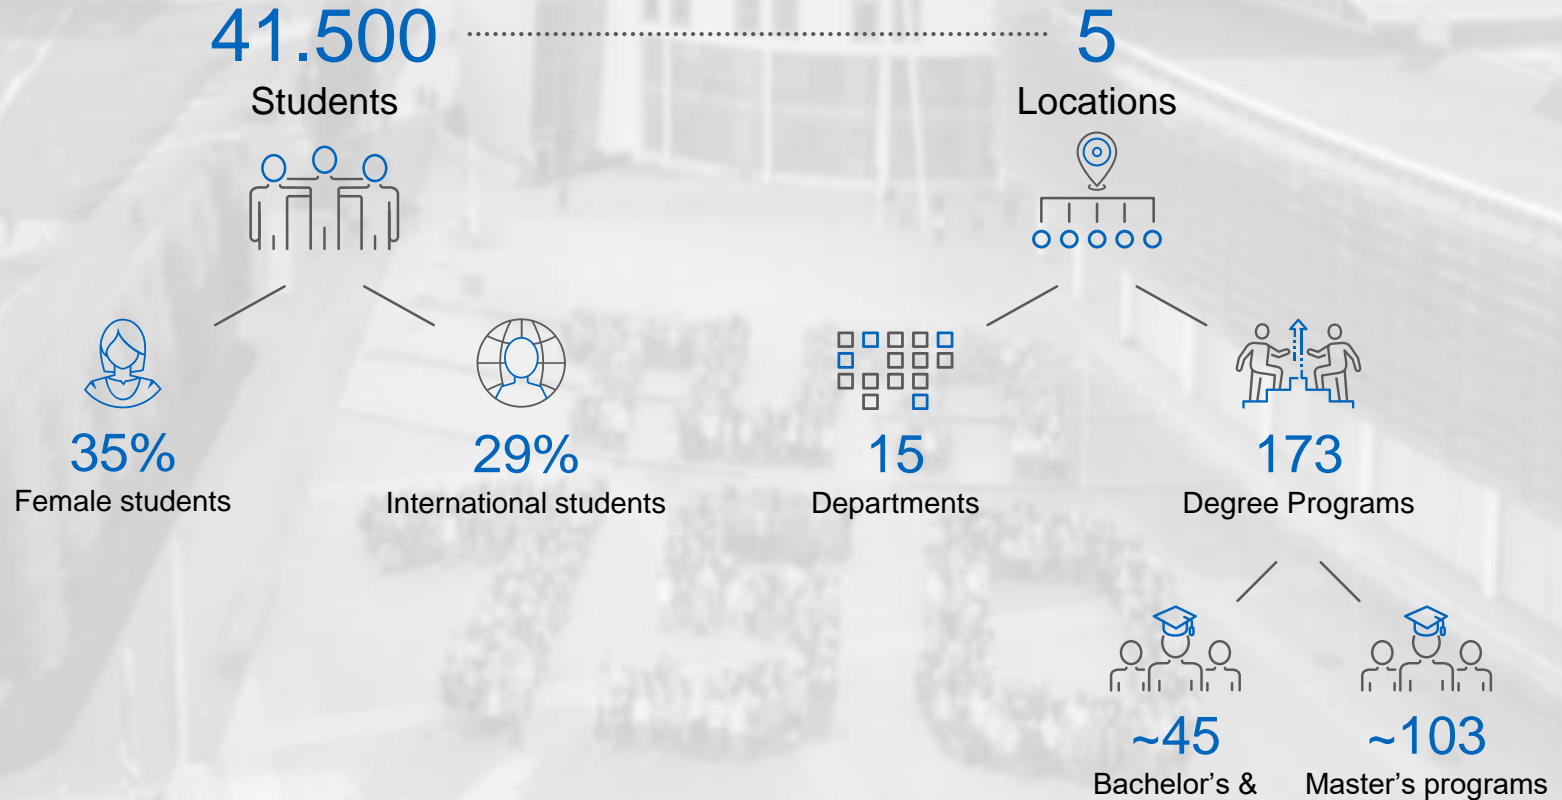 41.500
5
Students
Locations
35%
Female students
29%
International students
15
Departments
173
Degree Programs
~45
Bachelor's &
~103
Master's programs